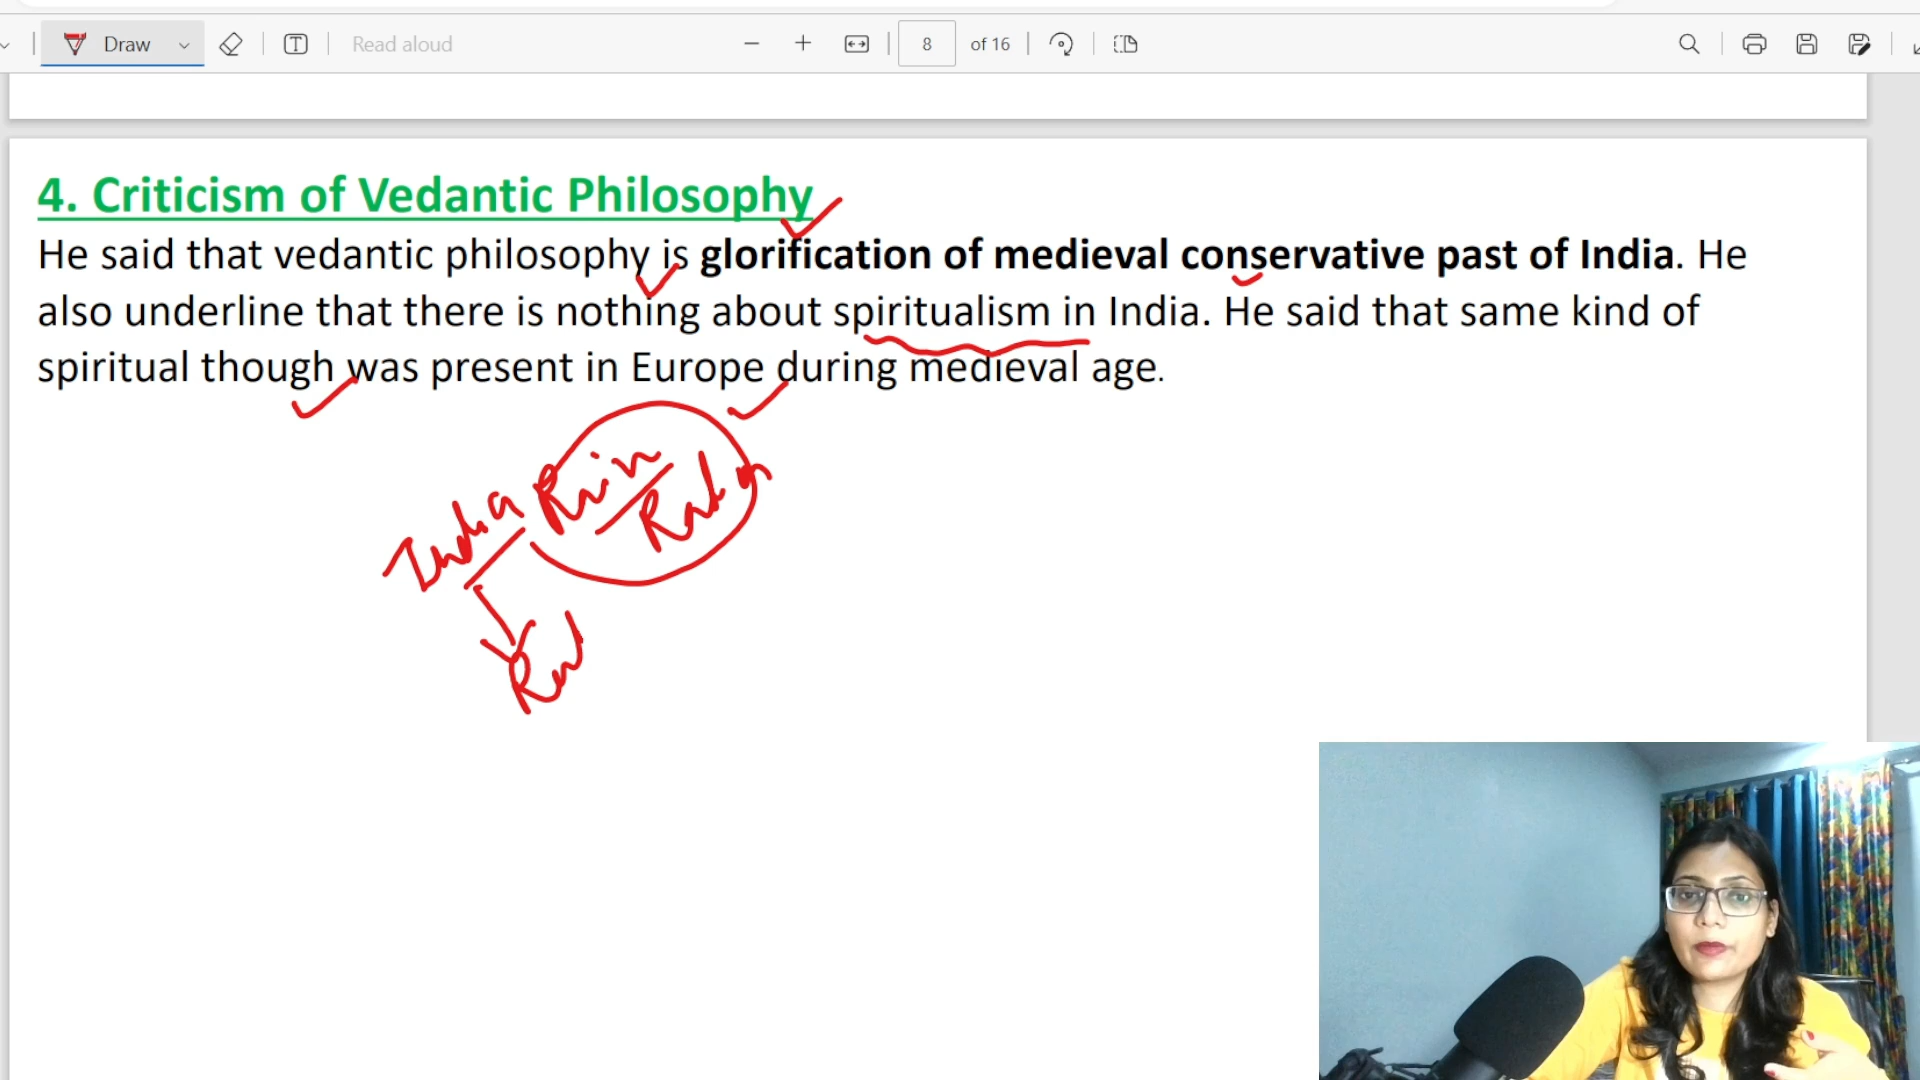 Draw
Read aloud
8 of 16
4. Criticism of Vedantic Philosophy
He said that vedantic philosophy is glorification of medieval conservative past of India. He
also underline that there is nothing about spiritualism in India. He said that same kind of
spiritual though was present in Europe during medieval age.
India